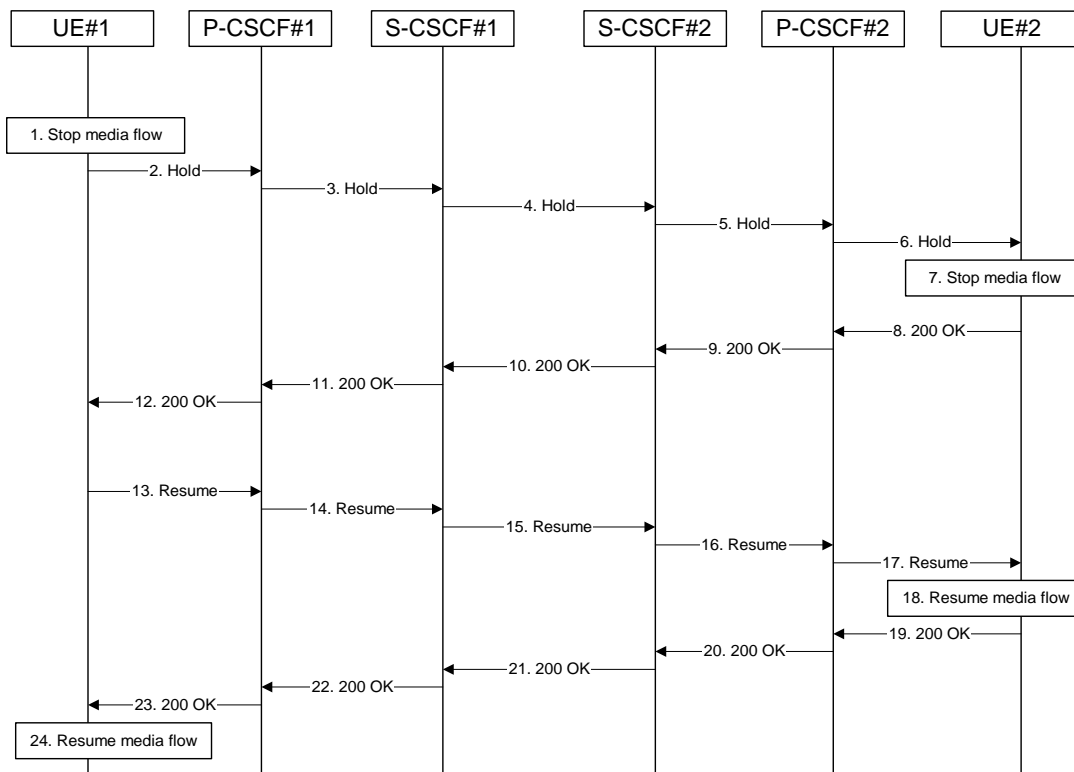 UE#1
P-CSCF#1
S-CSCF#1
S-CSCF#2
P-CSCF#2
UE#2
1. Stop media flow
2. Hold
3. Hold
4. Hold
5. Hold
6. Hold
7. Stop media flow
8. 200 OK
9. 200 OK
10. 200 OK
11. 200 OK
12. 200 OK
13. Resume
14. Resume
15. Resume
16. Resume
17. Resume
18. Resume media flow
19. 200 OK
20. 200 OK
21. 200 OK
22. 200 OK
23. 200 OK
24. Resume media flow